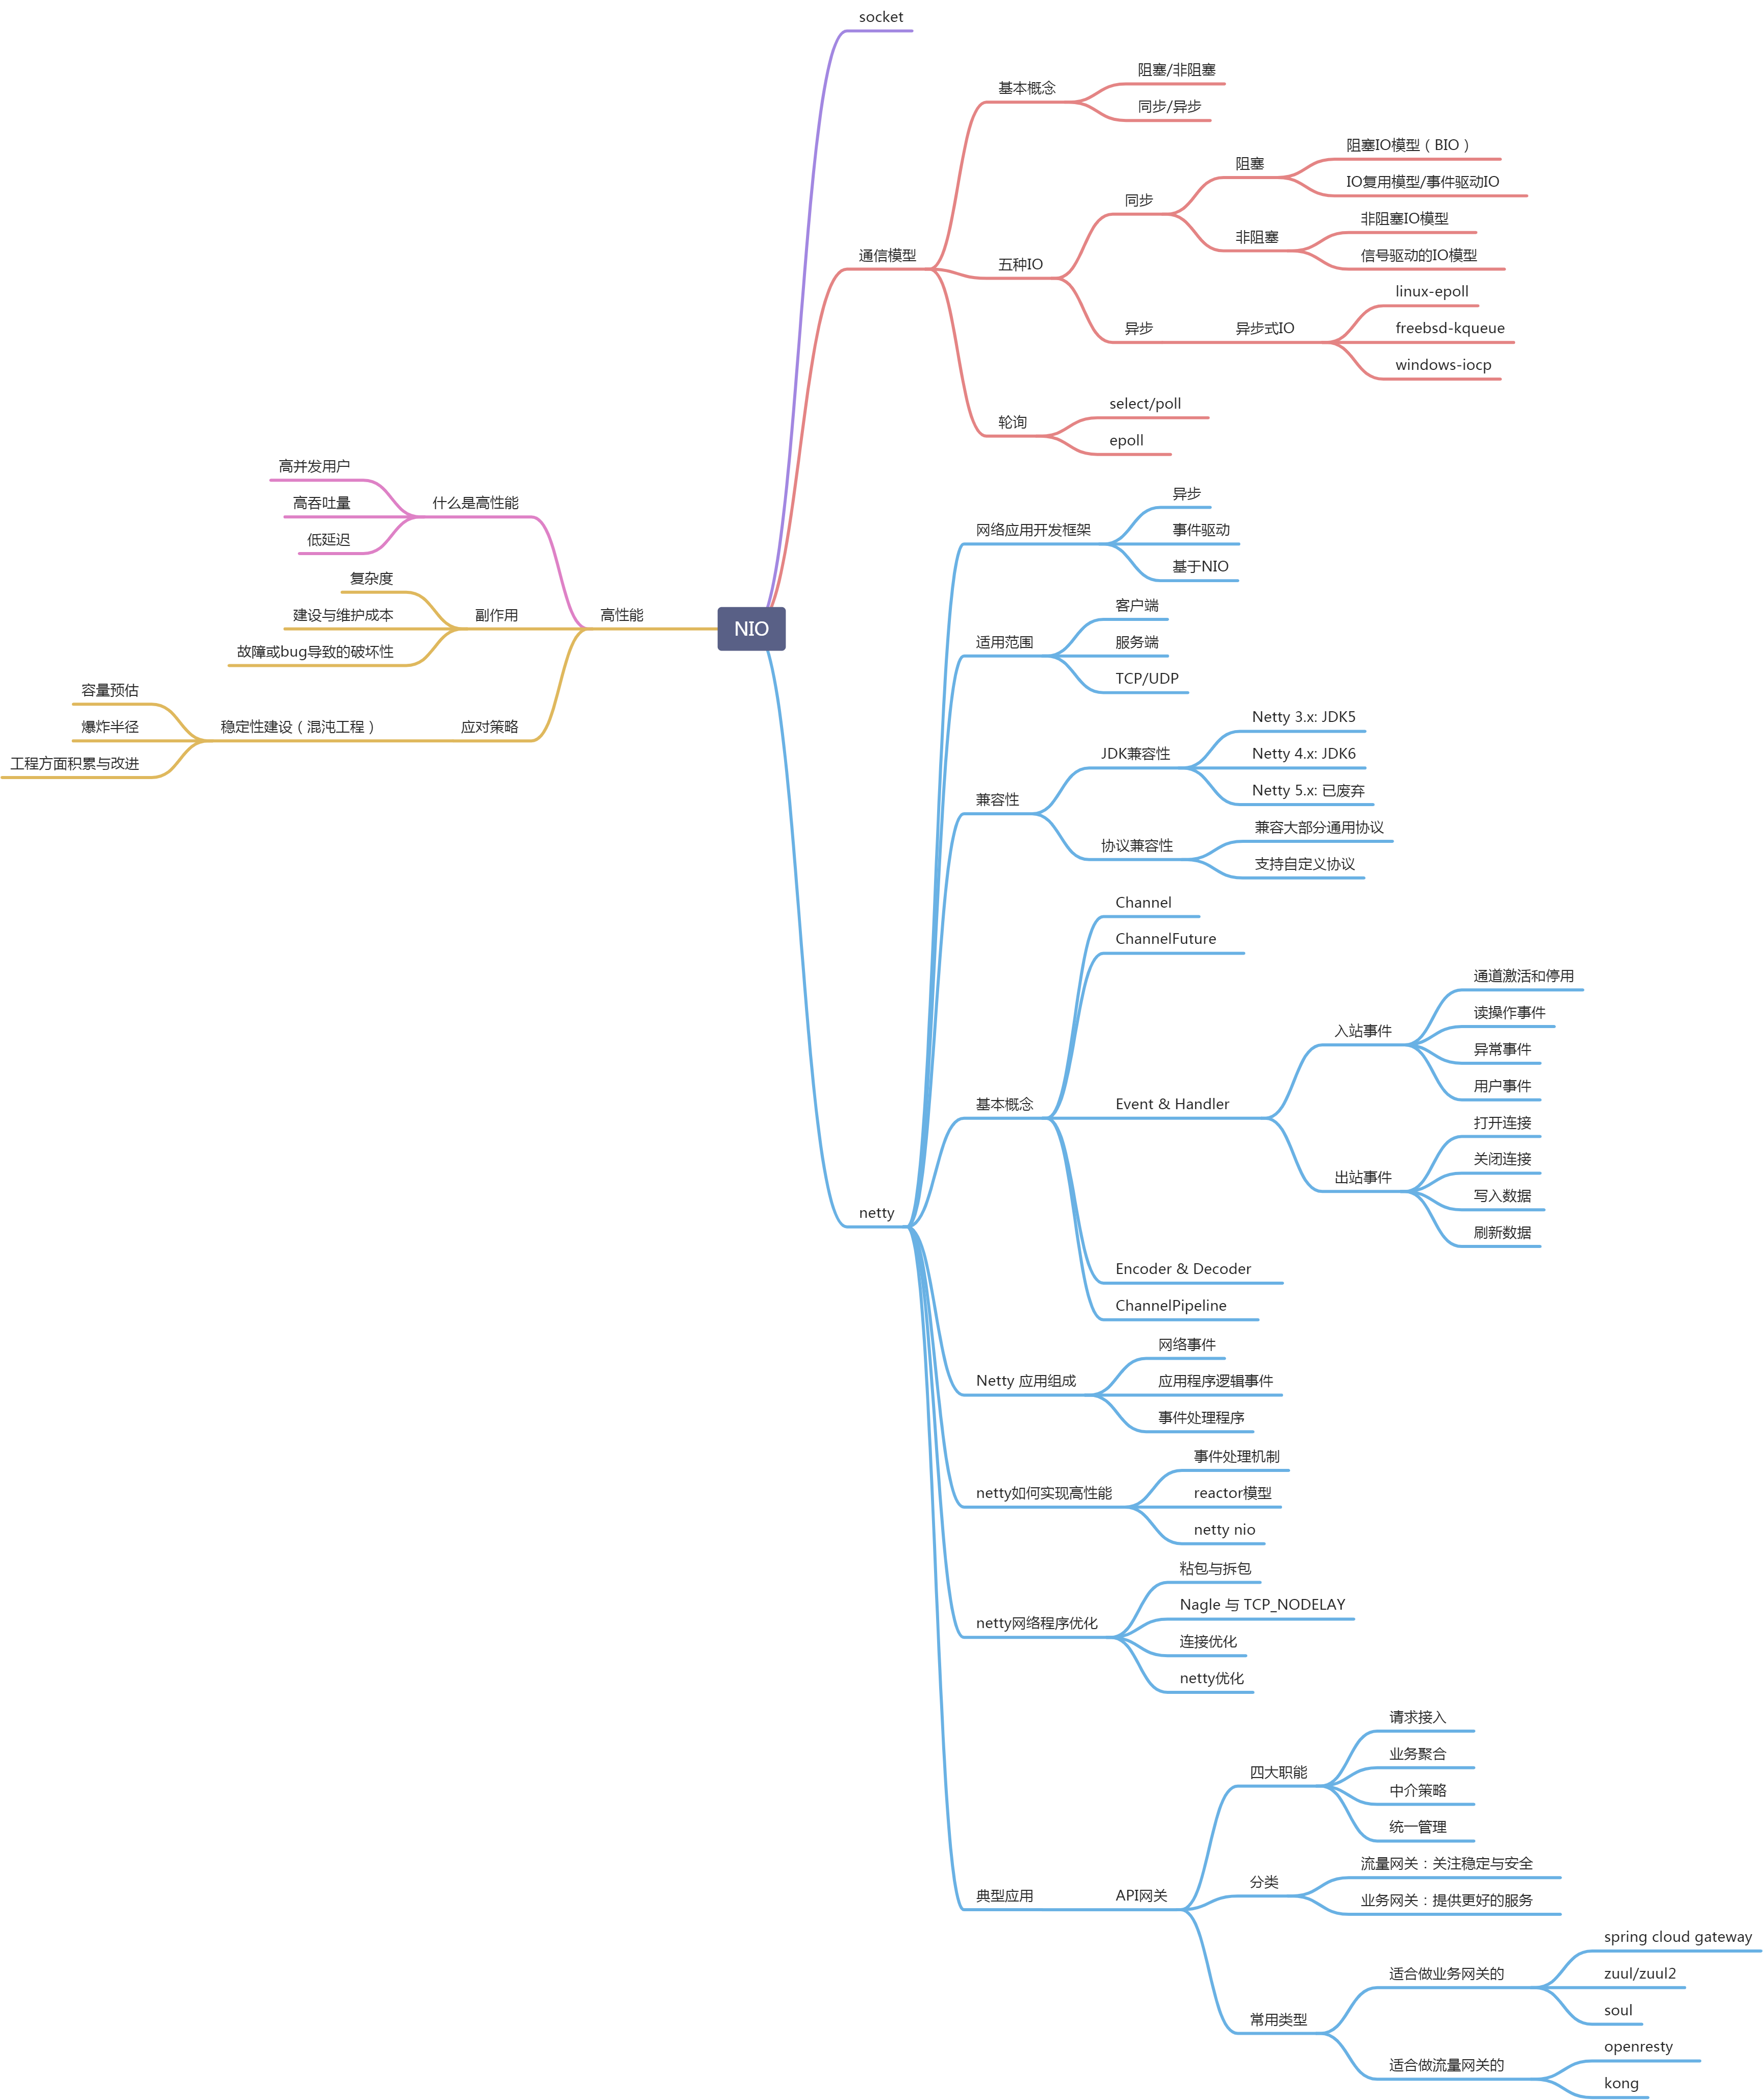 NIO
socket
通信模型
基本概念
阻塞/非阻塞
同步/异步
五种IO
同步
阻塞
阻塞IO模型（BIO）
IO复用模型/事件驱动IO
非阻塞
非阻塞IO模型
信号驱动的IO模型
异步
异步式IO
linux-epoll
freebsd-kqueue
windows-iocp
轮询
select/poll
epoll
netty
网络应用开发框架
异步
事件驱动
基于NIO
适用范围
客户端
服务端
TCP/UDP
兼容性
JDK兼容性
Netty 3.x: JDK5
Netty 4.x: JDK6
Netty 5.x: 已废弃
协议兼容性
兼容大部分通用协议
支持自定义协议
基本概念
Channel
ChannelFuture
Event & Handler
入站事件
通道激活和停用
读操作事件
异常事件
用户事件
出站事件
打开连接
关闭连接
写入数据
刷新数据
Encoder & Decoder
ChannelPipeline
Netty 应用组成
网络事件
应用程序逻辑事件
事件处理程序
netty如何实现高性能
事件处理机制
reactor模型
netty nio
netty网络程序优化
粘包与拆包
Nagle 与 TCP_NODELAY
连接优化
netty优化
典型应用
API网关
四大职能
请求接入
业务聚合
中介策略
统一管理
分类
流量网关：关注稳定与安全
业务网关：提供更好的服务
常用类型
适合做业务网关的
spring cloud gateway
zuul/zuul2
soul
适合做流量网关的
openresty
kong
高性能
什么是高性能
高并发用户
高吞吐量
低延迟
副作用
复杂度
建设与维护成本
故障或bug导致的破坏性
应对策略
稳定性建设（混沌工程）
容量预估
爆炸半径
工程方面积累与改进